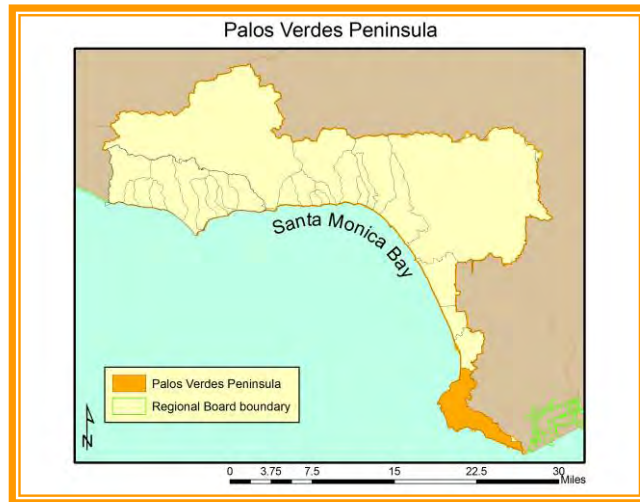 Palos Verdes Peninsula
Santa Monica Bay
Palos Verdes Peninsula
Regional Board boundary
N
0 3.75 7.5 15 22.5 30
Miles